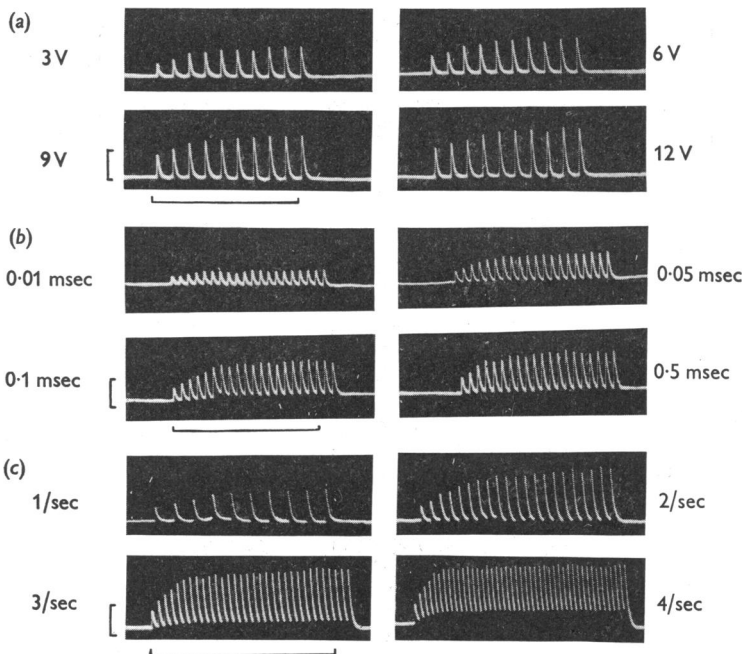 (a)
3 V
6 V
9 V
12 V
(b)
0·01 msec
0·05 msec
0·1 msec
0·5 msec
(c)
1/sec
2/sec
3/sec
4/sec